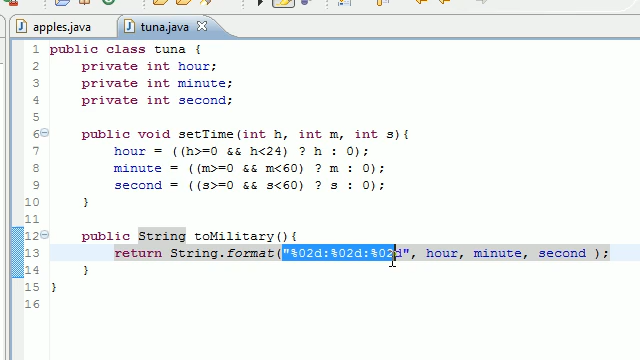 apples.java
tuna.java
1 public class tuna {
2 private int hour;
3 private int minute;
4 private int second;
5
6 public void setTime(int h, int m, int s){
7 hour = ((h>=0 && h<24) ? h : 0);
8 minute = ((m>=0 && m<60) ? m : 0);
9 second = ((s>=0 && s<60) ? s : 0);
10 }
11
12 public String toMilitary(){
13 return String.format("%02d:%02d:%02d", hour, minute, second );
14 }
15 }
16